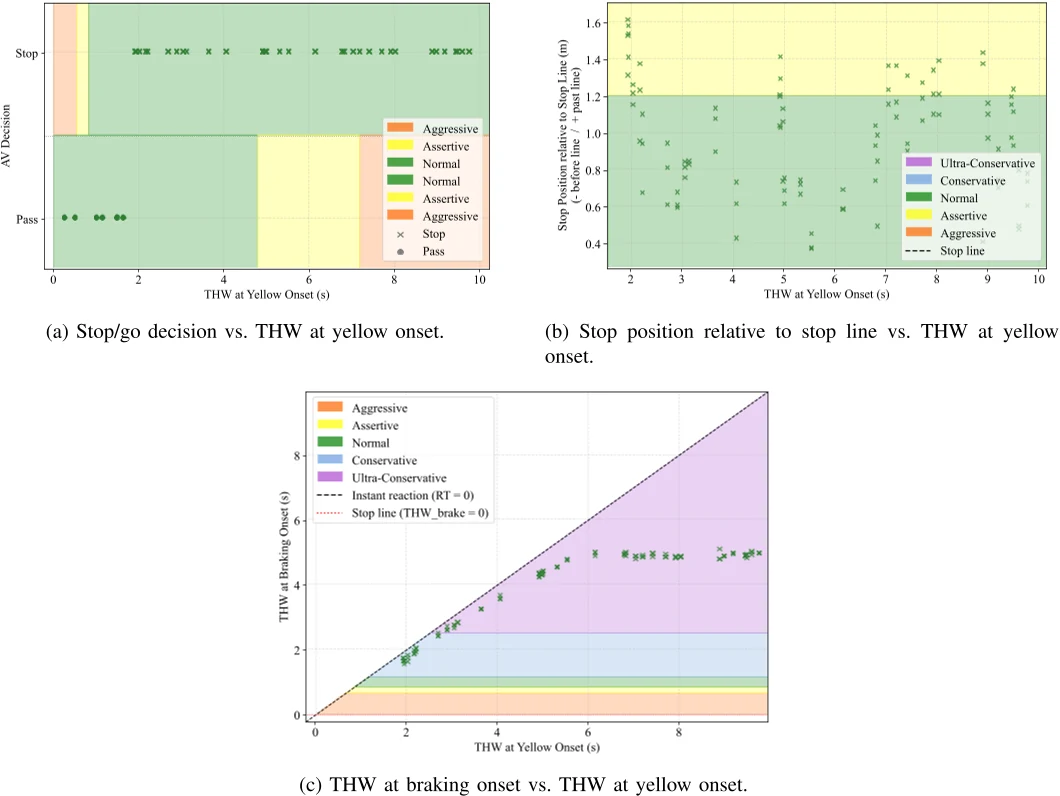 AV Decision
Stop
Pass
Aggressive
Assertive
Normal
Normal
Assertive
Aggressive
Stop
Pass
0 2 4 6 8 10
THW at Yellow Onset (s)
(a) Stop/go decision vs. THW at yellow onset.
Stop Position relative to Stop Line (m)
(- before line / + past line)
1.6
1.4
1.2
1.0
0.8
0.6
0.4
Ultra-Conservative
Conservative
Normal
Assertive
Aggressive
Stop line
2 3 4 5 6 7 8 9 10
THW at Yellow Onset (s)
(b) Stop position relative to stop line vs. THW at yellow
onset.
THW at Braking Onset (s)
8
6
4
2
0
Aggressive
Assertive
Normal
Conservative
Ultra-Conservative
Instant reaction (RT = 0)
Stop line (THW_brake = 0)
0 2 4 6 8
THW at Yellow Onset (s)
(c) THW at braking onset vs. THW at yellow onset.